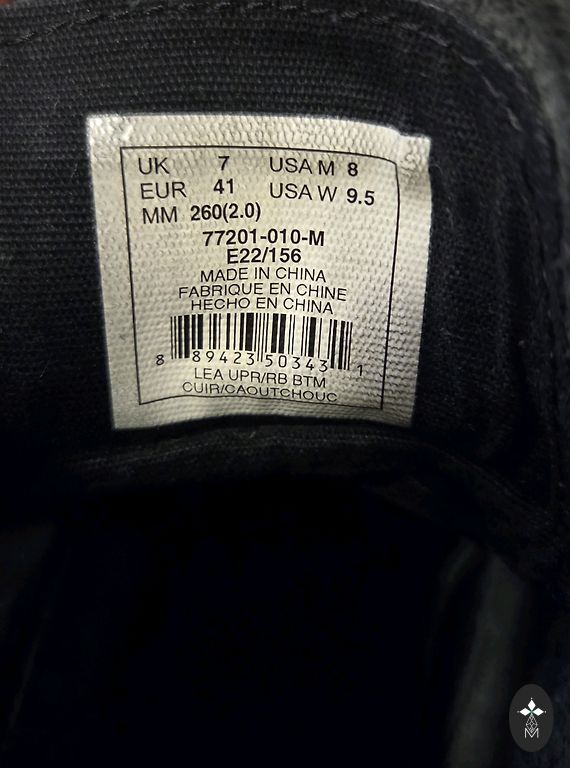 UK 7 USA M 8
EUR 41 USA W 9.5
MM 260(2.0)
77201-010-M
E22/156
MADE IN CHINA
FABRIQUE EN CHINE
HECHO EN CHINA
8 89423 50343 1
LEA UPR/RB BTM
CUIR/CAOUTCHOUC
M